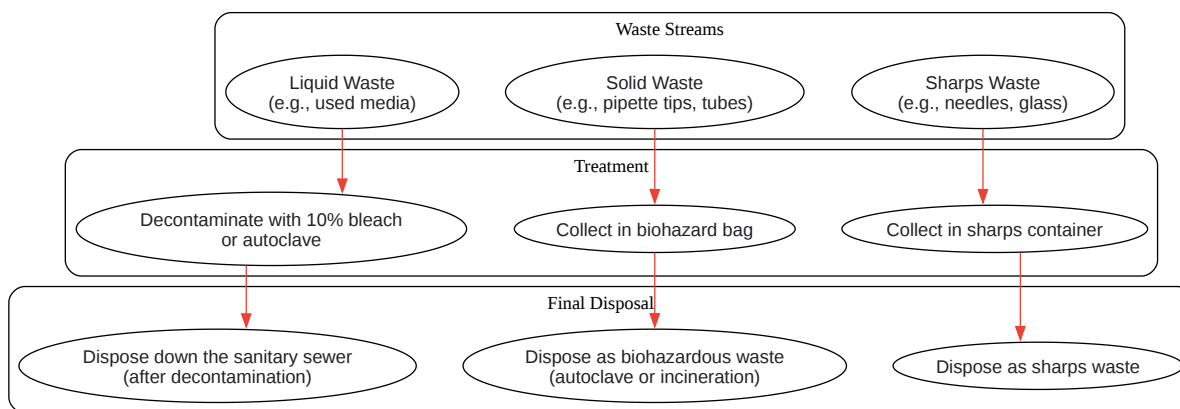 Waste Streams
Liquid Waste
(e.g., used media)
Solid Waste
(e.g., pipette tips, tubes)
Sharps Waste
(e.g., needles, glass)
Treatment
Decontaminate with 10% bleach
or autoclave
Collect in biohazard bag
Collect in sharps container
Final Disposal
Dispose down the sanitary sewer
(after decontamination)
Dispose as biohazardous waste
(autoclave or incineration)
Dispose as sharps waste